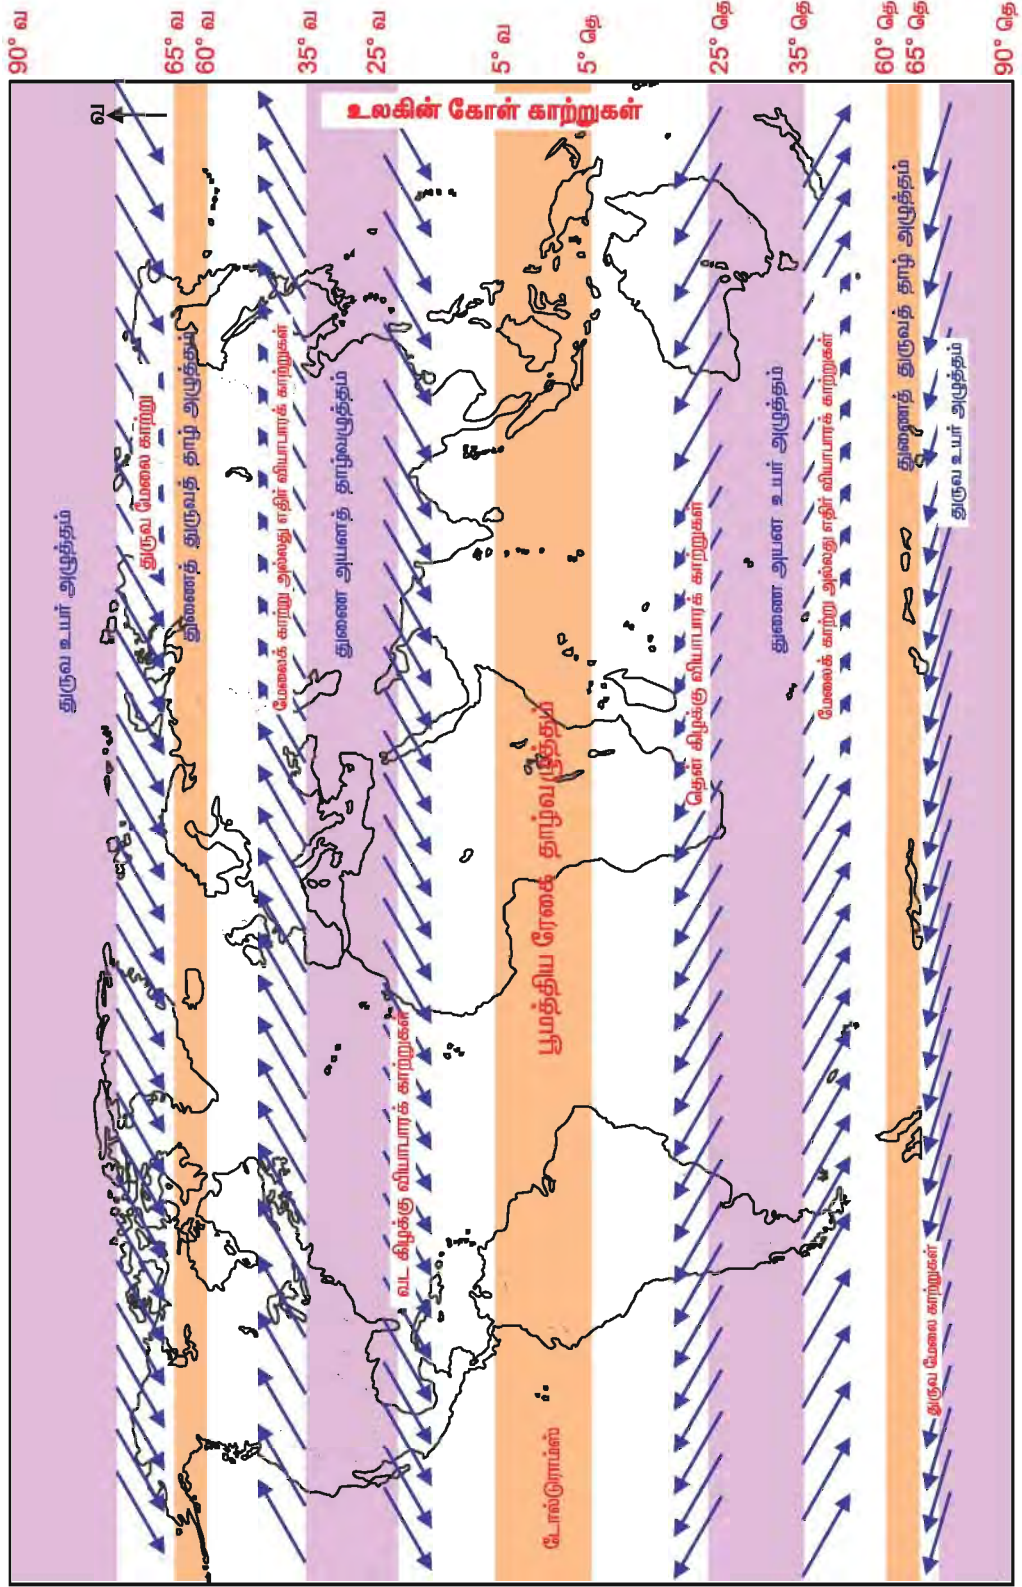 உலகின் கோள் காற்றுகள்
வ
90° வ
65° வ
60° வ
35° வ
25° வ
5° வ
5° தெ
25° தெ
35° தெ
60° தெ
65° தெ
90° தெ
துருவ உயர் அழுத்தம்
துருவ மேலை காற்று
துணைத் துருவத் தாழ் அழுத்தம்
மேலைக் காற்று அல்லது எதிர் வியாபாரக் காற்றுகள்
துணை அயனத் தாழ்வழுத்தம்
வட கிழக்கு வியாபாரக் காற்றுகள்
டோல்டுராம்ஸ்
பூமத்திய ரேகை தாழ்வழுத்தம்
தென் கிழக்கு வியாபாரக் காற்றுகள்
துணை அயன உயர் அழுத்தம்
மேலைக் காற்று அல்லது எதிர் வியாபாரக் காற்றுகள்
துணைத் துருவத் தாழ் அழுத்தம்
துருவ மேலை காற்றுகள்
துருவ உயர் அழுத்தம்